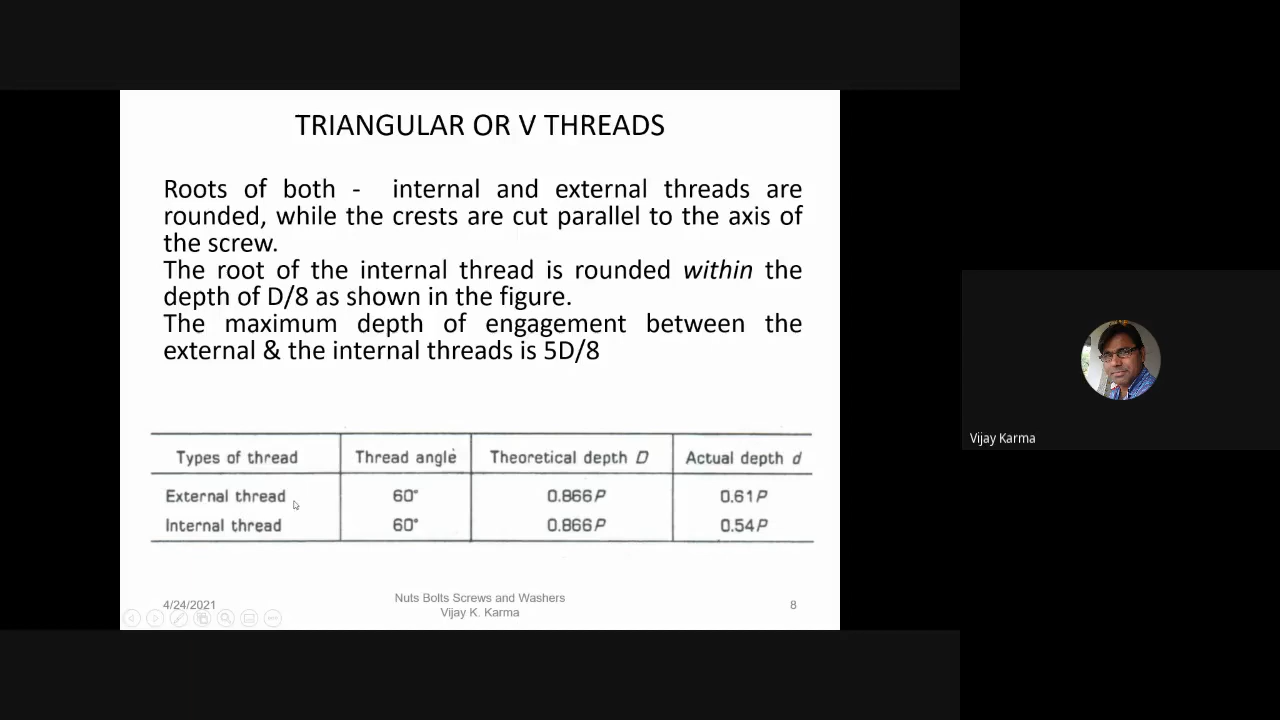 TRIANGULAR OR V THREADS
Roots of both - internal and external threads are
rounded, while the crests are cut parallel to the axis of
the screw.
The root of the internal thread is rounded within the
depth of D/8 as shown in the figure.
The maximum depth of engagement between the
external & the internal threads is 5D/8
Types of thread Thread angle Theoretical depth D Actual depth d
External thread 60° 0.866P 0.61P
Internal thread 60° 0.866P 0.54P
4/24/2021
Nuts Bolts Screws and Washers
Vijay K. Karma
8
Vijay Karma